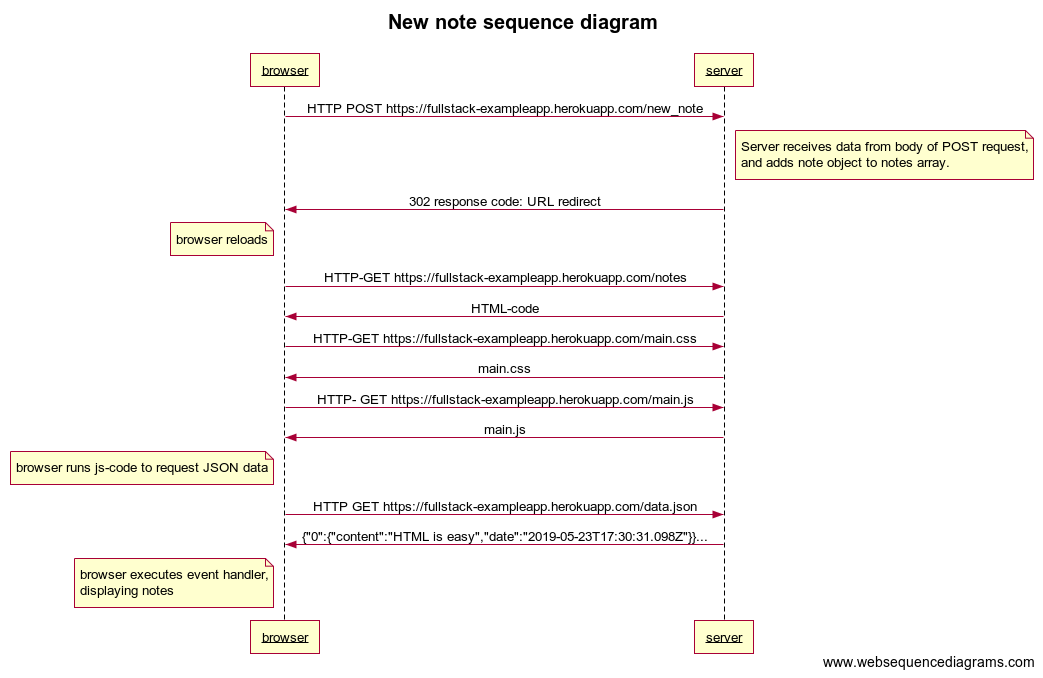 New note sequence diagram
browser
server
HTTP POST https://fullstack-exampleapp.herokuapp.com/new_note
Server receives data from body of POST request,
and adds note object to notes array.
302 response code: URL redirect
browser reloads
HTTP-GET https://fullstack-exampleapp.herokuapp.com/notes
HTML-code
HTTP-GET https://fullstack-exampleapp.herokuapp.com/main.css
main.css
HTTP- GET https://fullstack-exampleapp.herokuapp.com/main.js
main.js
browser runs js-code to request JSON data
HTTP GET https://fullstack-exampleapp.herokuapp.com/data.json
{"0":{"content":"HTML is easy","date":"2019-05-23T17:30:31.098Z"}}...
browser executes event handler,
displaying notes
browser
server
www.websequencediagrams.com